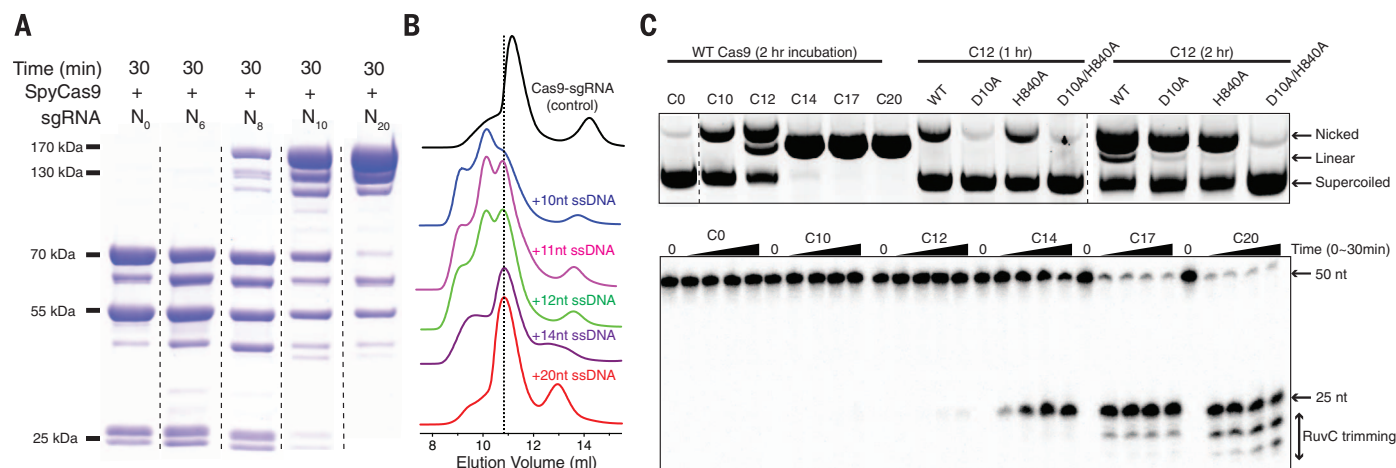 A
Time (min) 30 30 30 30 30
SpyCas9 + + + + +
sgRNA N0 N6 N8 N10 N20
170 kDa
130 kDa
70 kDa
55 kDa
25 kDa
B
Cas9-sgRNA
(control)
+10nt ssDNA
+11nt ssDNA
+12nt ssDNA
+14nt ssDNA
+20nt ssDNA
8 10 12 14
Elution Volume (ml)
C
WT Cas9 (2 hr incubation) C12 (1 hr) C12 (2 hr)
C0 C10 C12 C14 C17 C20 WT D10A H840A D10A/H840A WT D10A H840A D10A/H840A
Nicked
Linear
Supercoiled
C0 C10 C12 C14 C17 C20
0 0 0 0 0 0 Time (0~30min)
50 nt
25 nt
RuvC trimming